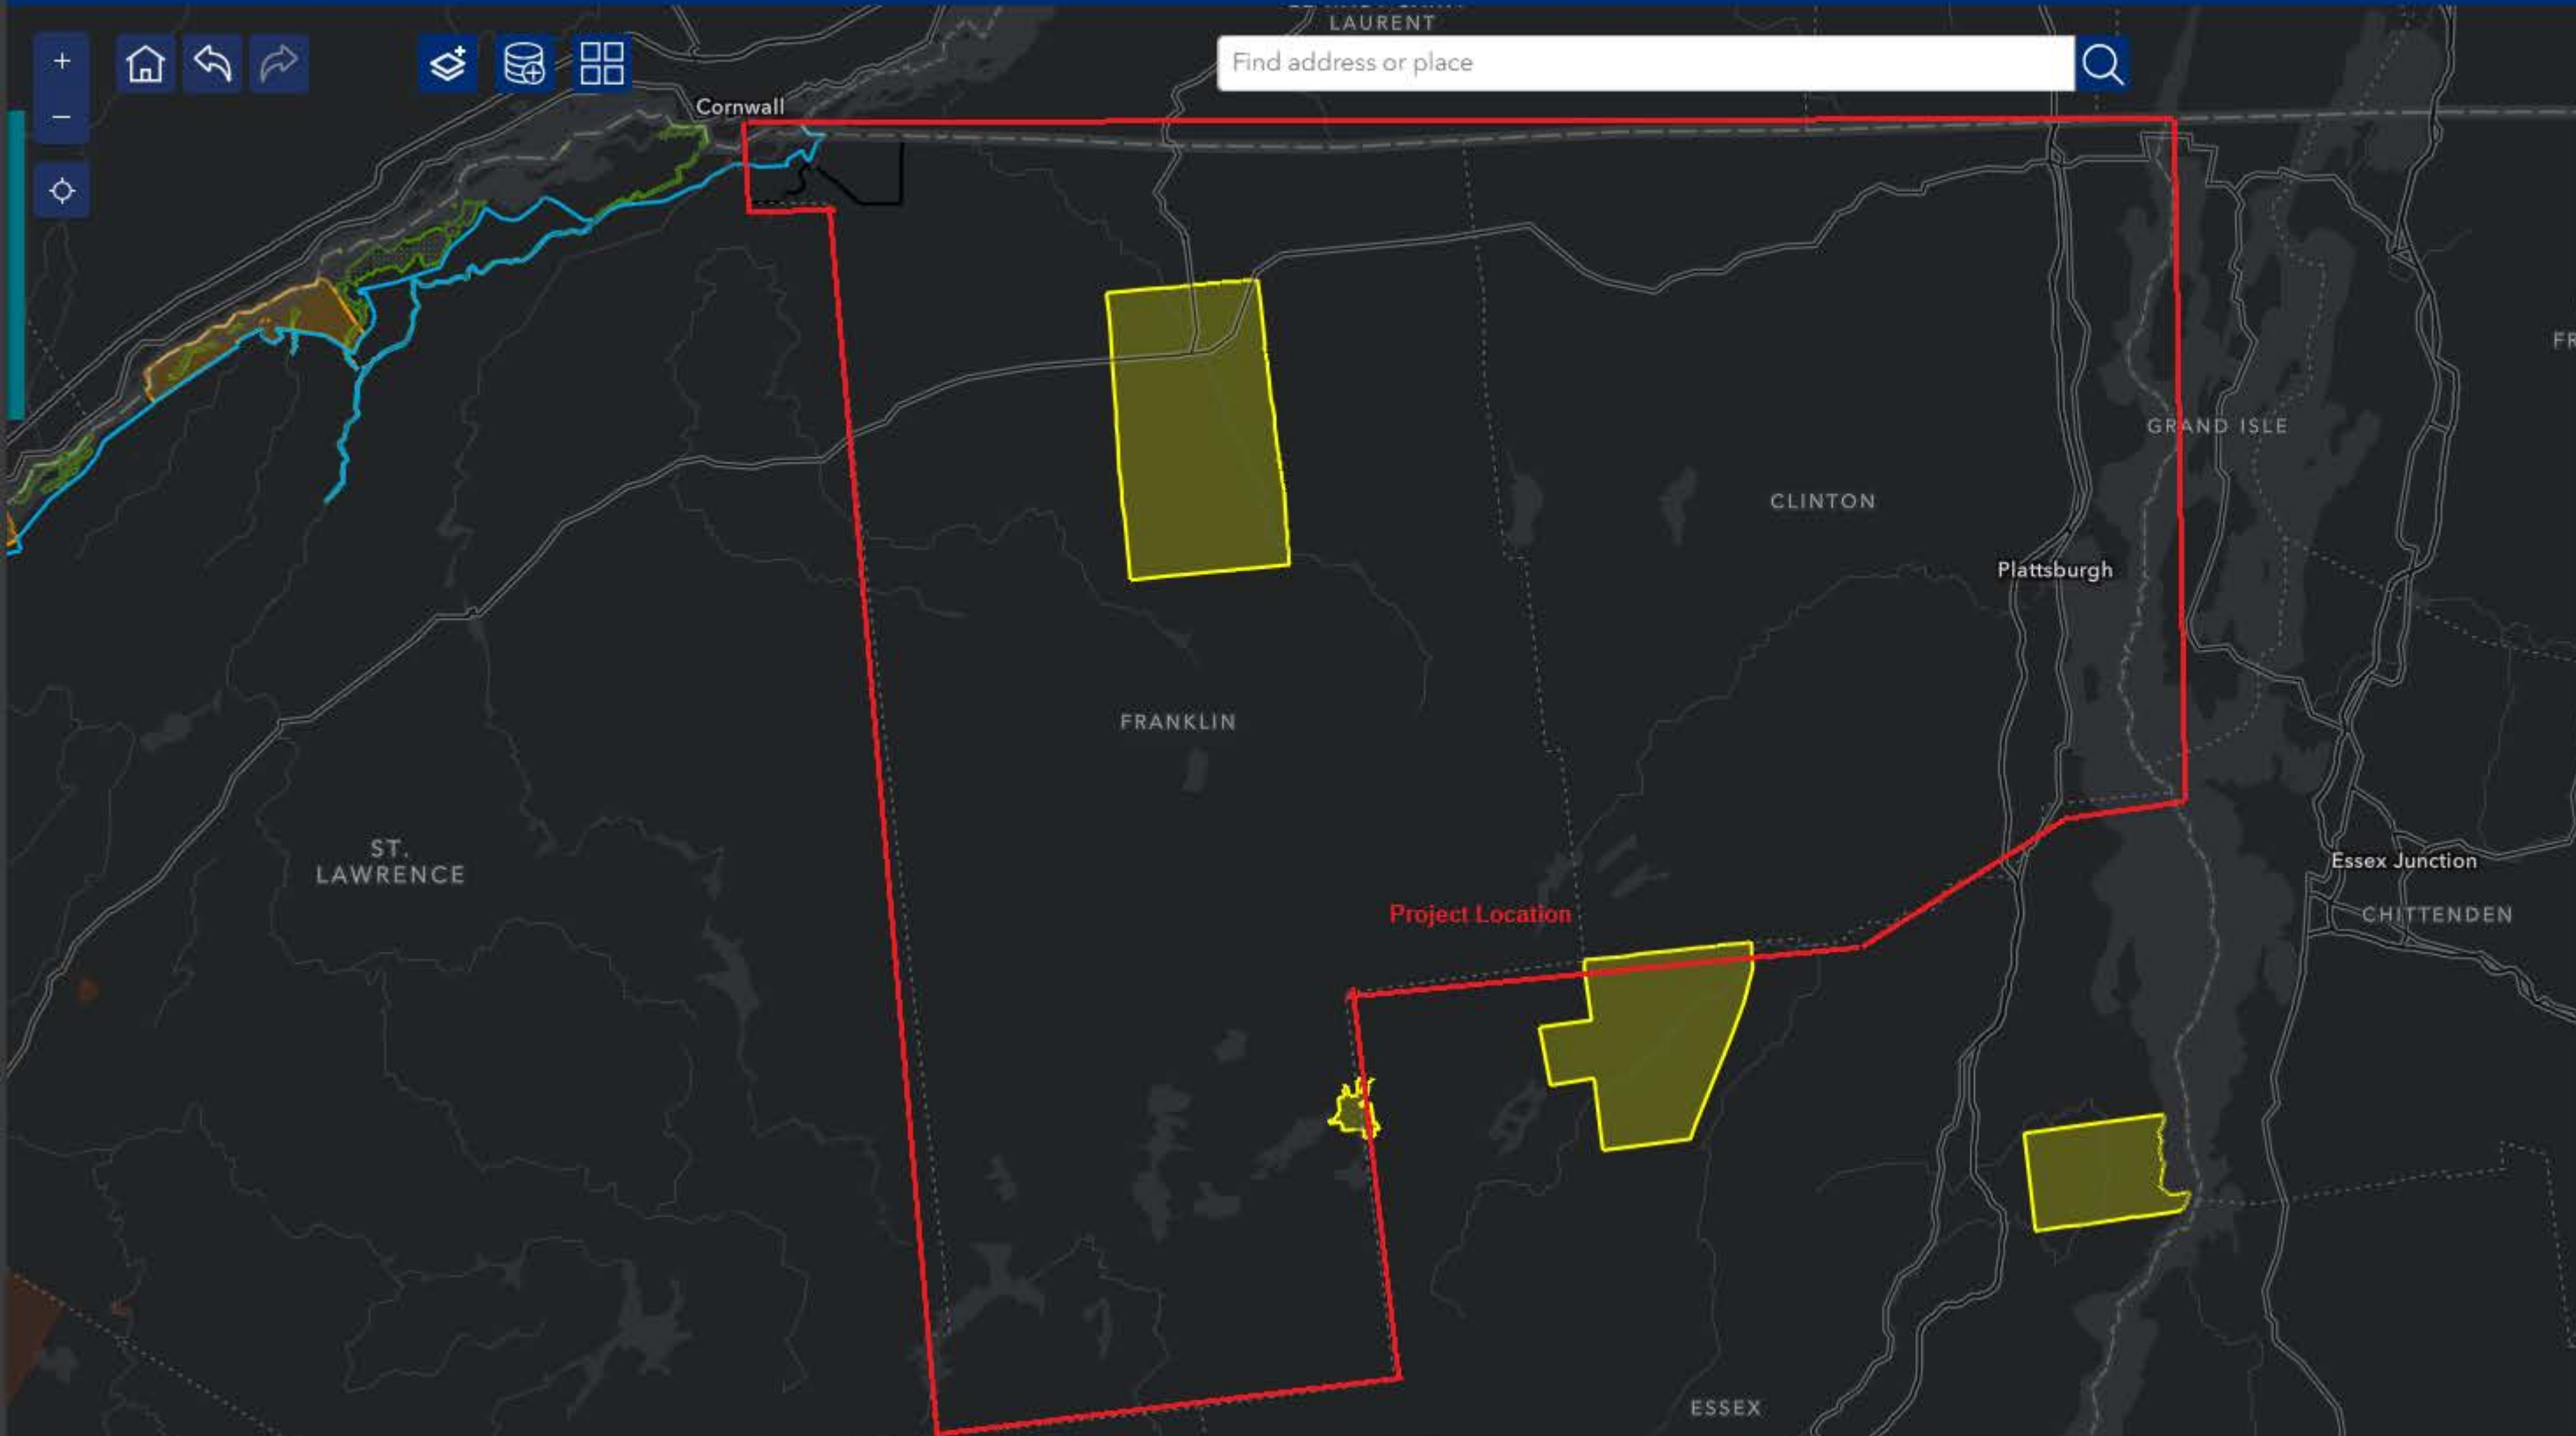 LAURENT
Find address or place
Cornwall
GRAND ISLE
CLINTON
Plattsburgh
FRANKLIN
ST.
LAWRENCE
Essex Junction
CHITTENDEN
Project Location
ESSEX